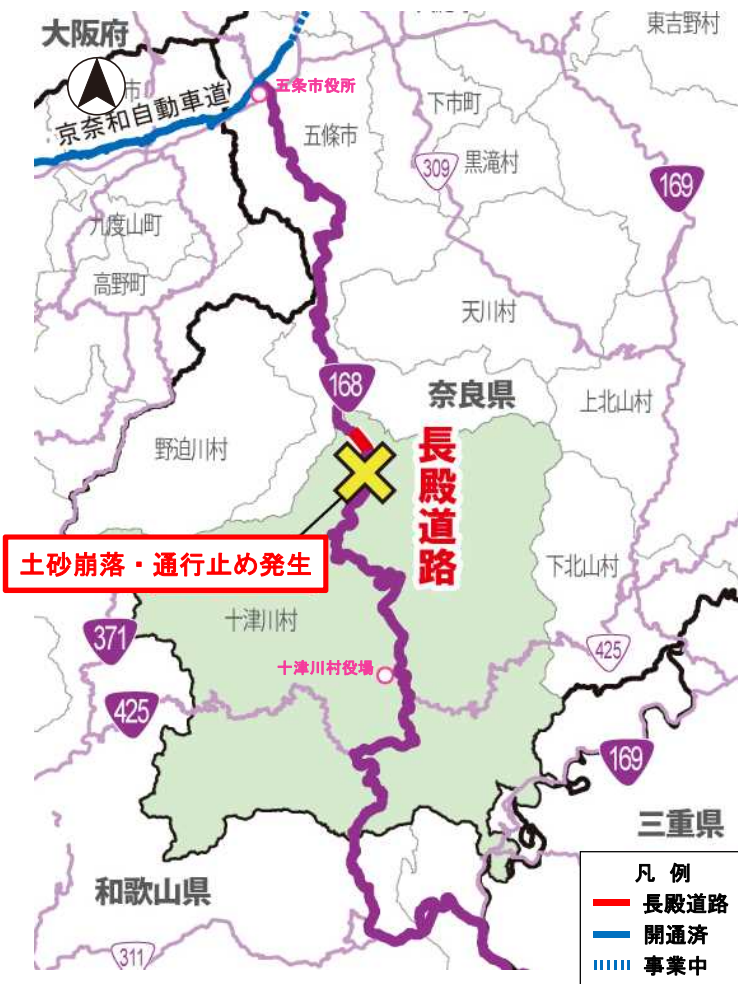 大阪府
東吉野村
五条市役所
市
京奈和自動車道
下市町
五條市
309
黒滝村
169
九度山町
高野町
天川村
168
奈良県
上北山村
野迫川村
長殿道路
土砂崩落・通行止め発生
下北山村
十津川村
371
425
十津川村役場
425
169
三重県
和歌山県
311
凡 例
長殿道路
開通済
事業中